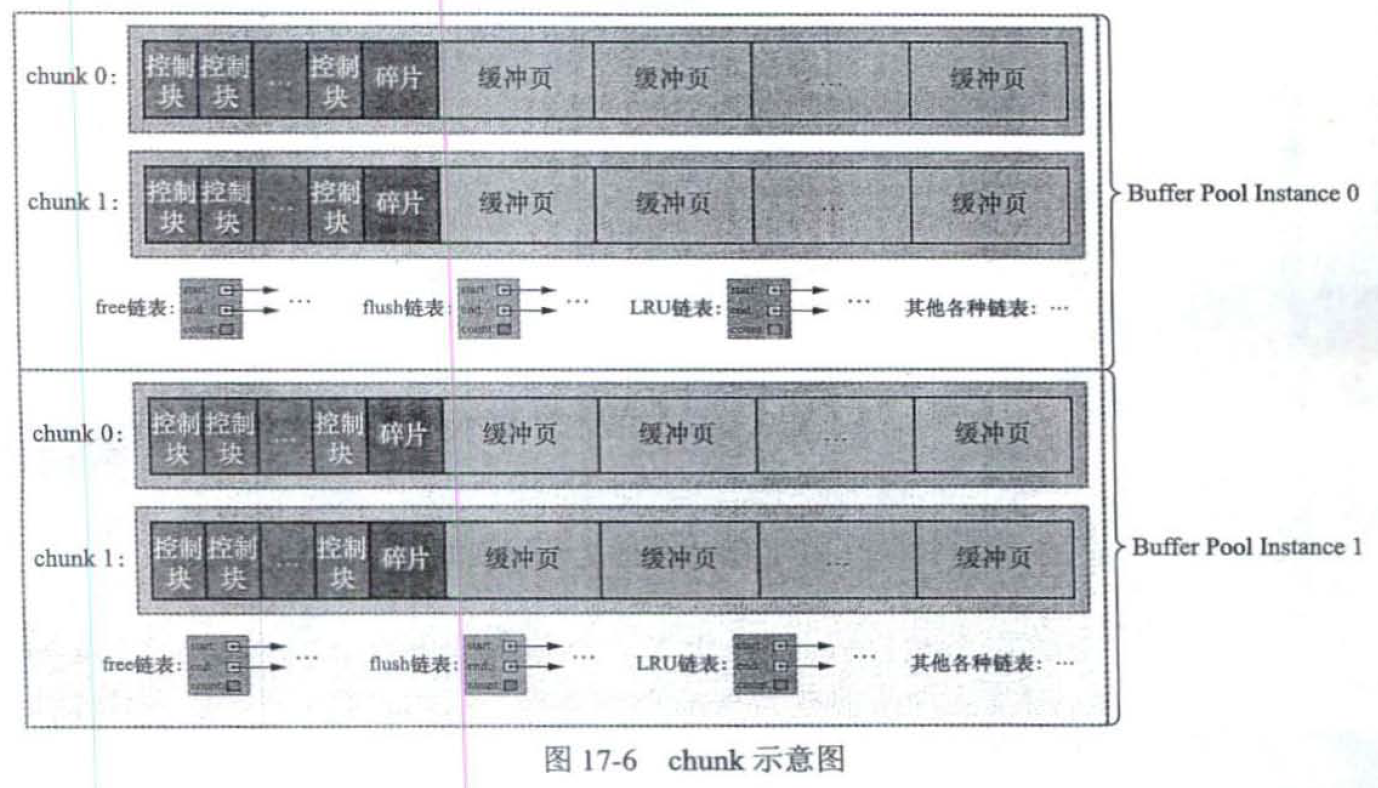 chunk 0: 控制块 控制块 … 控制块 碎片 缓冲页 缓冲页 … 缓冲页
chunk 1: 控制块 控制块 … 控制块 碎片 缓冲页 缓冲页 … 缓冲页
Buffer Pool Instance 0
free链表: start end count … flush链表: start end count … LRU链表: start end count … 其他各种链表: …
chunk 0: 控制块 控制块 … 控制块 碎片 缓冲页 缓冲页 … 缓冲页
chunk 1: 控制块 控制块 … 控制块 碎片 缓冲页 缓冲页 … 缓冲页
Buffer Pool Instance 1
free链表: start end count … flush链表: start end count … LRU链表: start end count … 其他各种链表: …
图 17-6 chunk 示意图